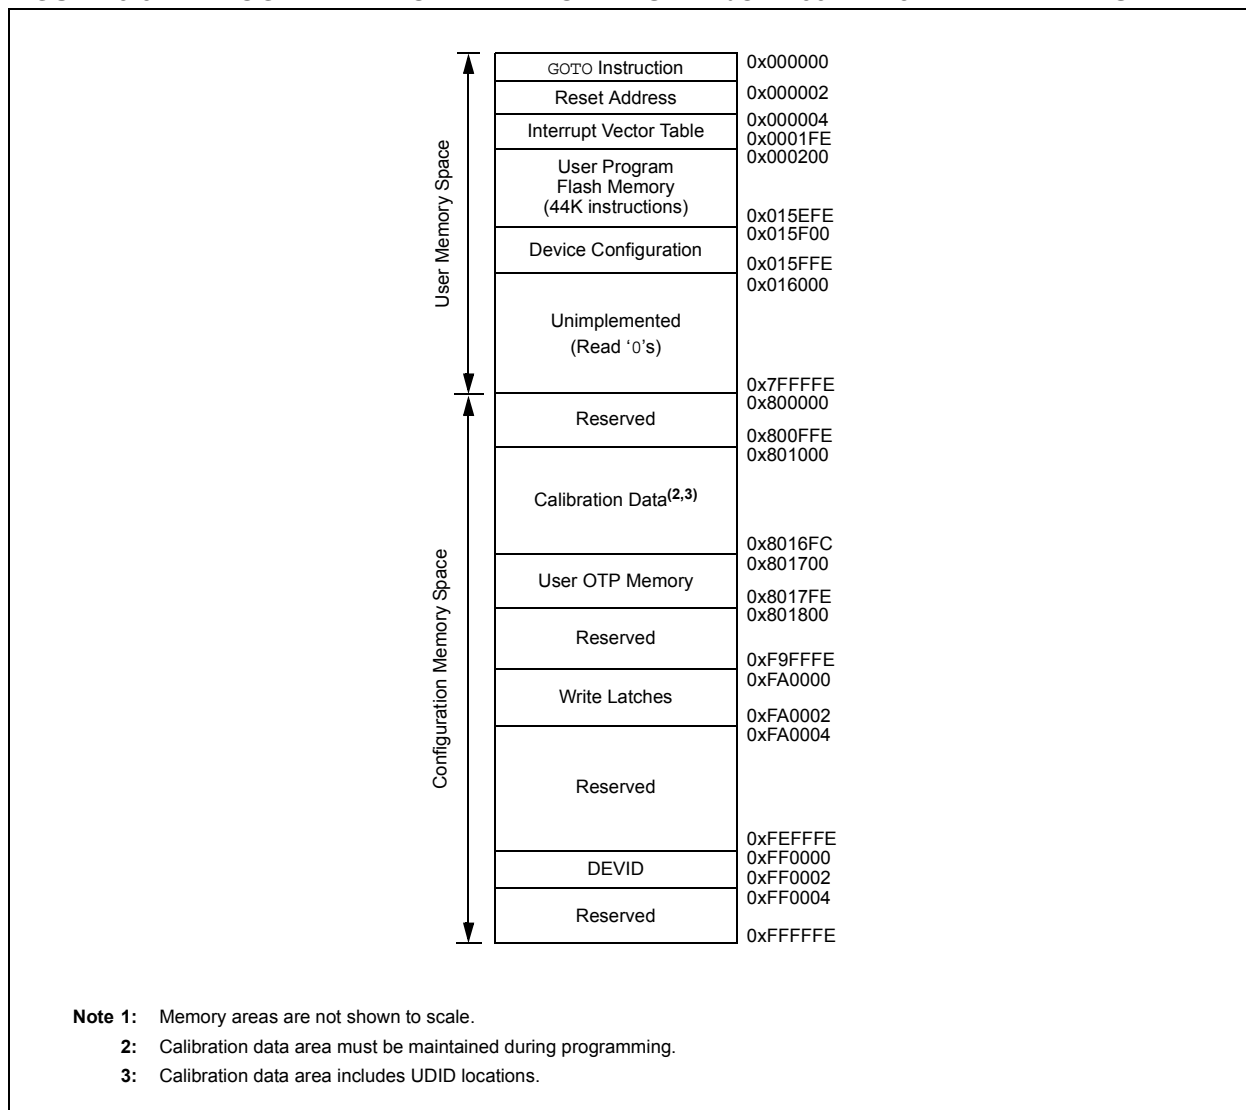 GOTO Instruction
0x000000
Reset Address
0x000002
Interrupt Vector Table
0x000004
0x0001FE
User Program
Flash Memory
(44K instructions)
0x000200
0x015EFE
Device Configuration
0x015F00
0x015FFE
Unimplemented
(Read ‘0’s)
0x016000
0x7FFFFE
User Memory Space
Reserved
0x800000
0x800FFE
Calibration Data(2,3)
0x801000
0x8016FC
User OTP Memory
0x801700
0x8017FE
Reserved
0x801800
0xF9FFFE
Write Latches
0xFA0000
0xFA0002
Reserved
0xFA0004
0xFEFFFE
DEVID
0xFF0000
0xFF0002
Reserved
0xFF0004
0xFFFFFE
Configuration Memory Space
Note 1: Memory areas are not shown to scale.
2: Calibration data area must be maintained during programming.
3: Calibration data area includes UDID locations.